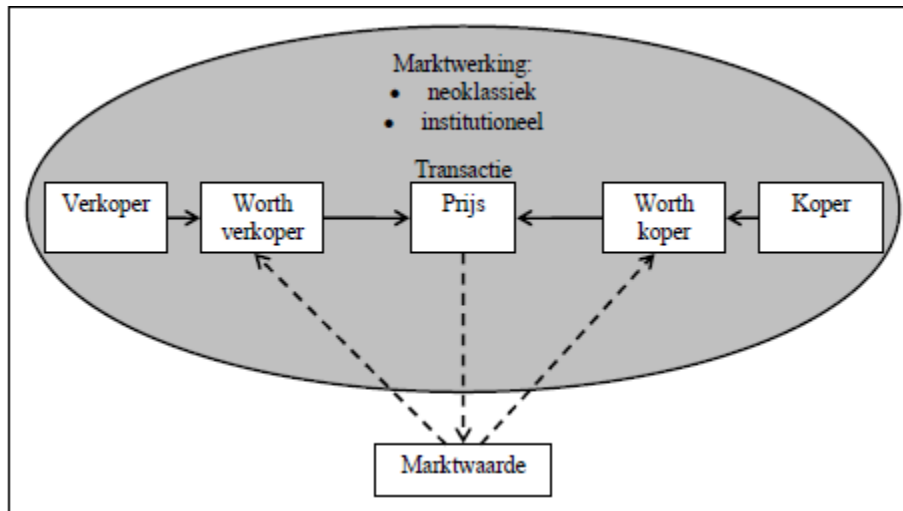 Marktwerking:
• neoklassiek
• institutioneel
Transactie
Verkoper
Worth
verkoper
Prijs
Worth
koper
Koper
Marktwaarde